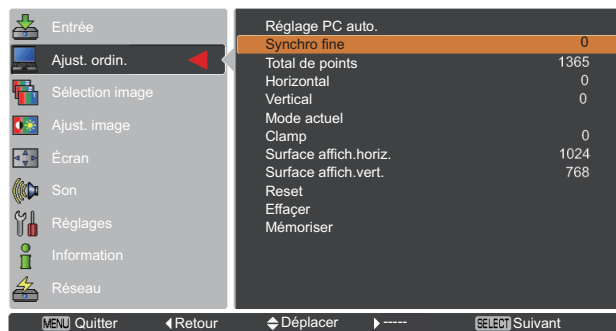 Entrée
Ajust. ordin.
Sélection image
Ajust. image
Écran
Son
Réglages
Information
Réseau
Réglage PC auto.
Synchro fine 0
Total de points 1365
Horizontal 0
Vertical 0
Mode actuel
Clamp 0
Surface affich.horiz. 1024
Surface affich.vert. 768
Reset
Effaçer
Mémoriser
MENU Quitter Retour Déplacer ----- SELECT Suivant